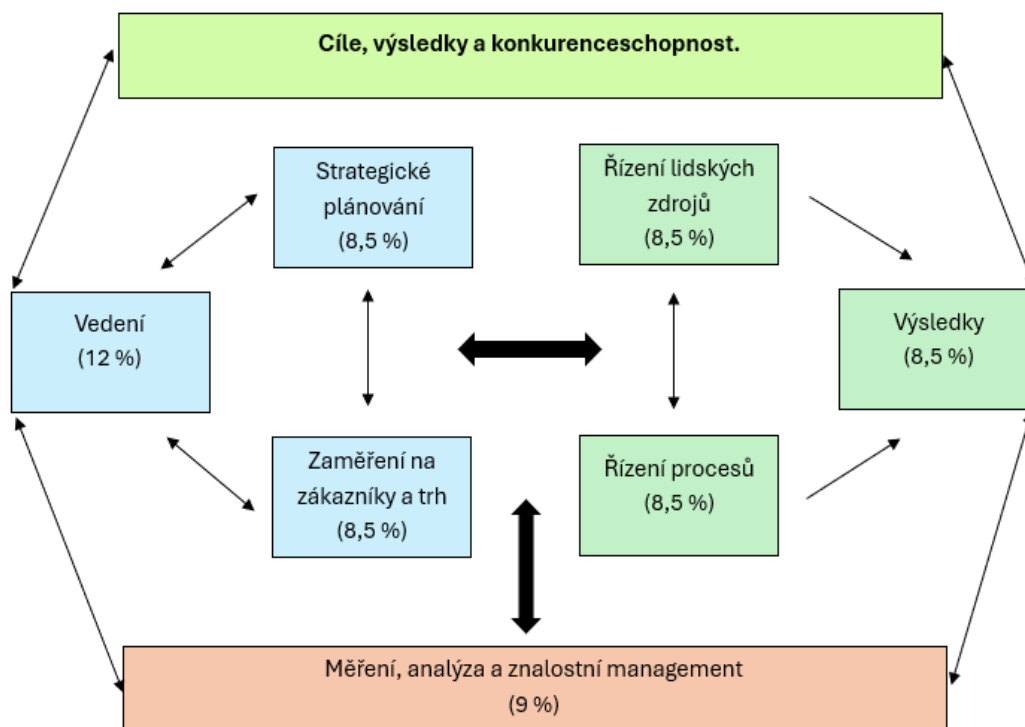 Cíle, výsledky a konkurenceschopnost.
Strategické
plánování
(8,5 %)
Řízení lidských
zdrojů
(8,5 %)
Vedení
(12 %)
Výsledky
(8,5 %)
Zaměření na
zákazníky a trh
(8,5 %)
Řízení procesů
(8,5 %)
Měření, analýza a znalostní management
(9 %)